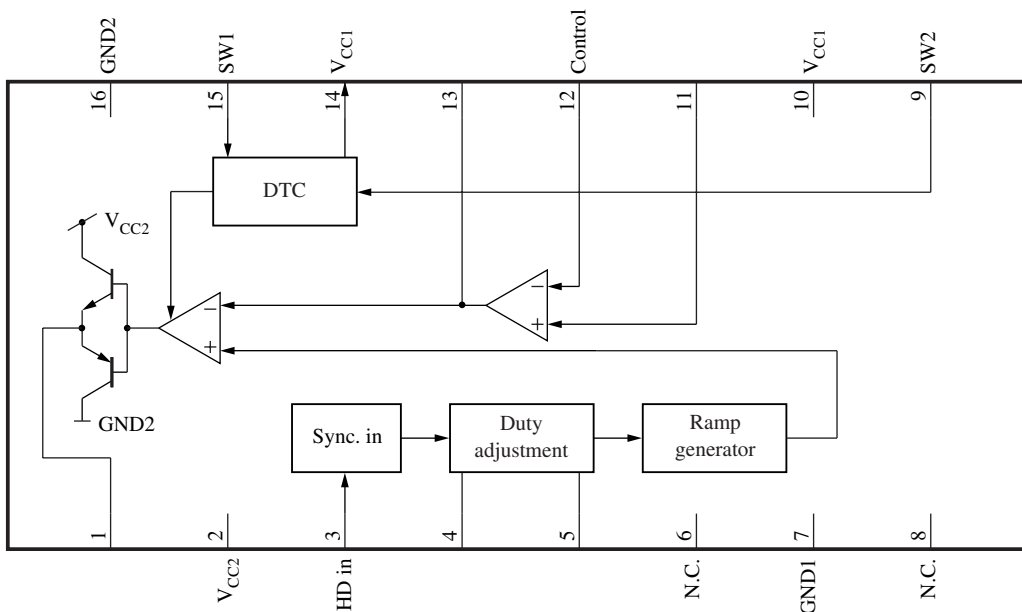 GND2
SW1
VCC1
Control
VCC1
SW2
16
15
14
13
12
11
10
9
DTC
VCC2
−
−
+
+
GND2
Sync. in
Duty
adjustment
Ramp
generator
1
2
3
4
5
6
7
8
VCC2
HD in
N.C.
GND1
N.C.